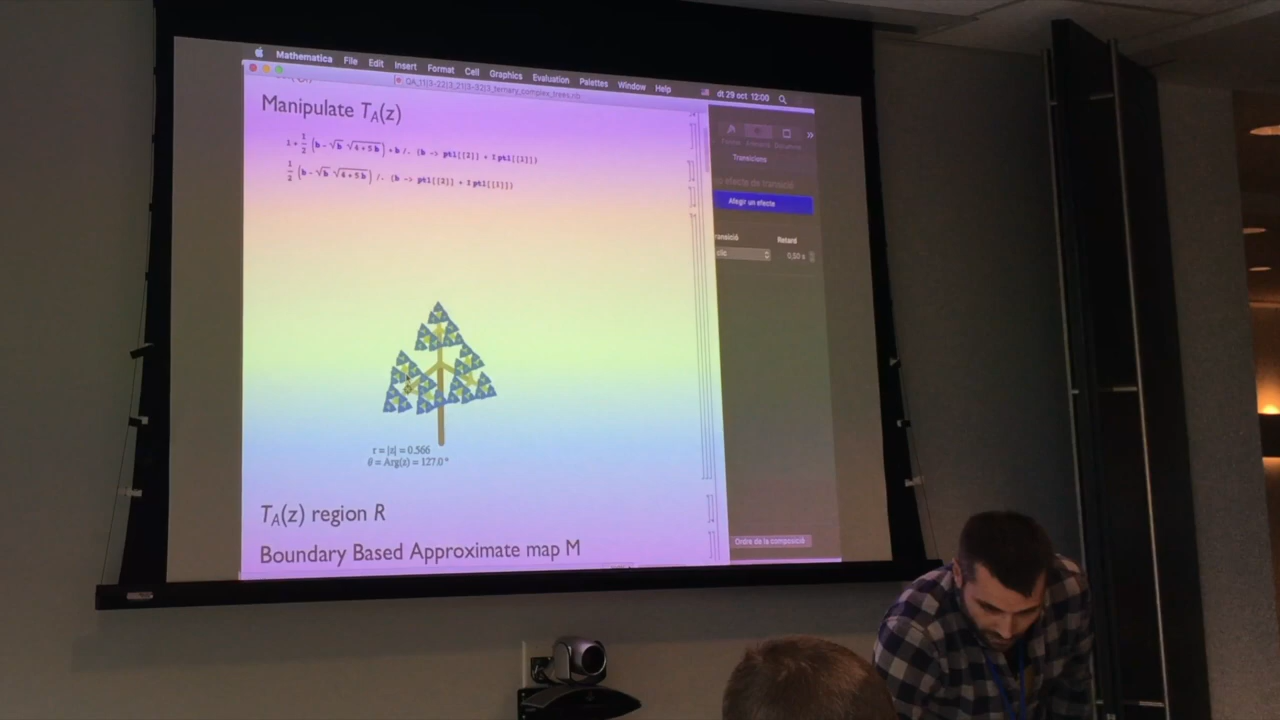 Mathematica File Edit Insert Format Cell Graphics Evaluation Palettes Window Help dt 29 oct 12:00
Manipulate T_A(z)
1 + 1/2 (b - √b √(4 + 5 b)) + b /. {b -> pt1[[2]] + I pt1[[1]]}
1/2 (b - √b √(4 + 5 b)) /. {b -> pt1[[2]] + I pt1[[1]]}
r = |z| = 0.566
θ = Arg(z) = 127.0°
T_A(z) region R
Boundary Based Approximate map M
Transicions
efecte de transició
Afegir un efecte
Retard
clic 0,50 s
Ordre de la composició